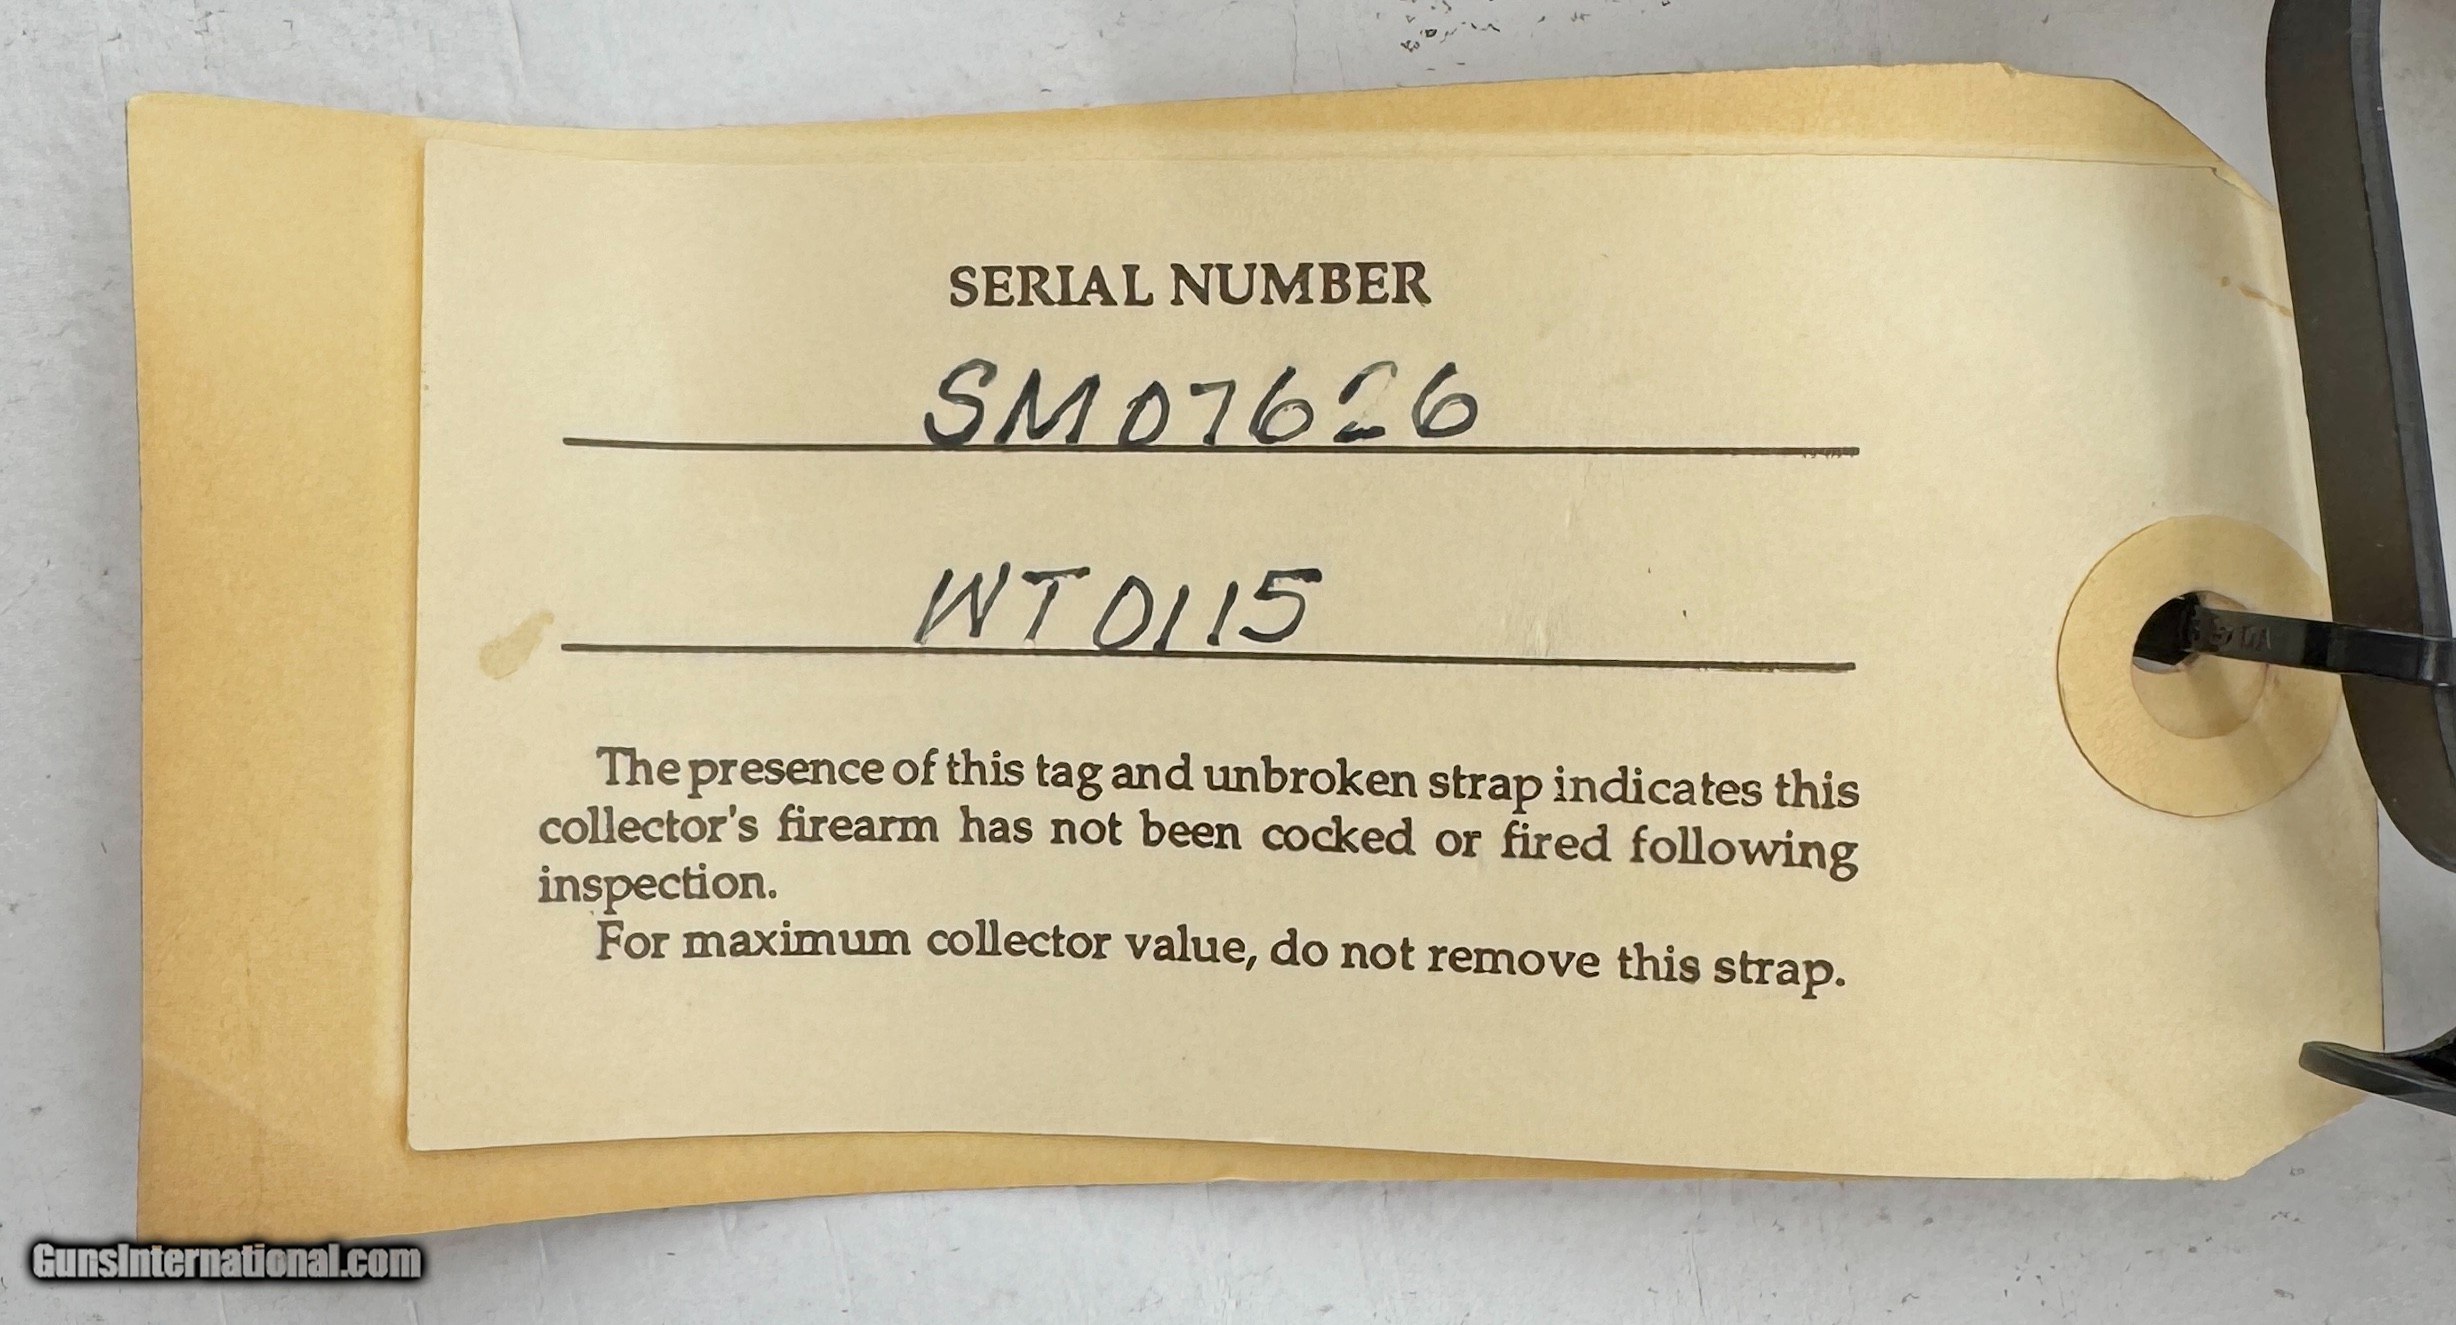 SERIAL NUMBER
SM07626
WT0115
The presence of this tag and unbroken strap indicates this
collector's firearm has not been cocked or fired following
inspection.
For maximum collector value, do not remove this strap.
GunsInternational.com